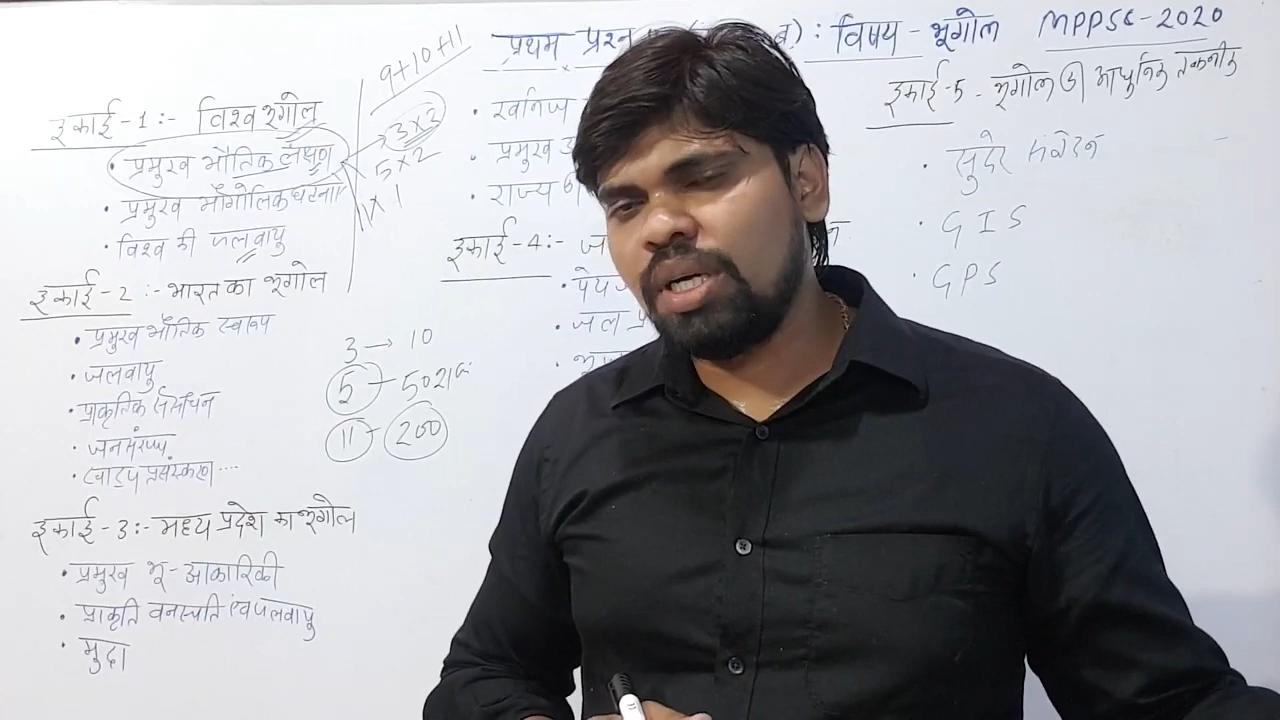 प्रथम प्रश्न ब) : विषय - भूगोल MPPSC - 2020
9+10+11
इकाई - 1 :- विश्व भूगोल
• प्रमुख भौतिक लक्षण
• प्रमुख भौगोलिक घटना
• विश्व की जलवायु
3x3
5x2
11x1
इकाई - 2 :- भारत का भूगोल
• प्रमुख भौतिक स्वरूप
• जलवायु
• प्राकृतिक संसाधन
• जनसंख्या
• खाद्य प्रसंस्करण ....
3 → 10
5 - 50 शब्द
11 - 200
इकाई - 3 :- मध्य प्रदेश का भूगोल
• प्रमुख भू-आकारिकी
• प्राकृति वनस्पति एवं जलवायु
• मृदा
• खनिज
• प्रमुख
• राज्य
इकाई - 4 :- ज
• पेय
• जल
इकाई - 5 - भूगोल की आधुनिक तकनीक
• सुदूर संवेदन
• GIS
• GPS